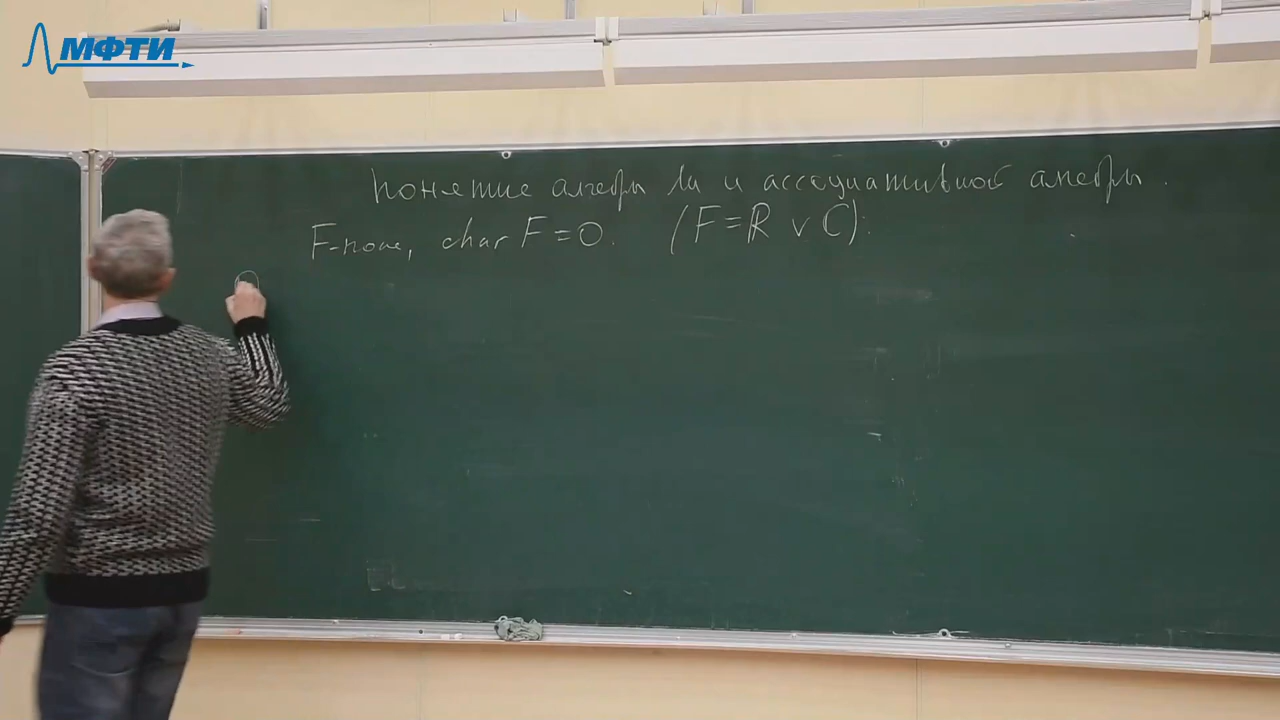 МФТИ
Понятие алгебры Ли и ассоциативной алгебры.
F-поле, char F = 0. (F = ℝ ∨ ℂ):